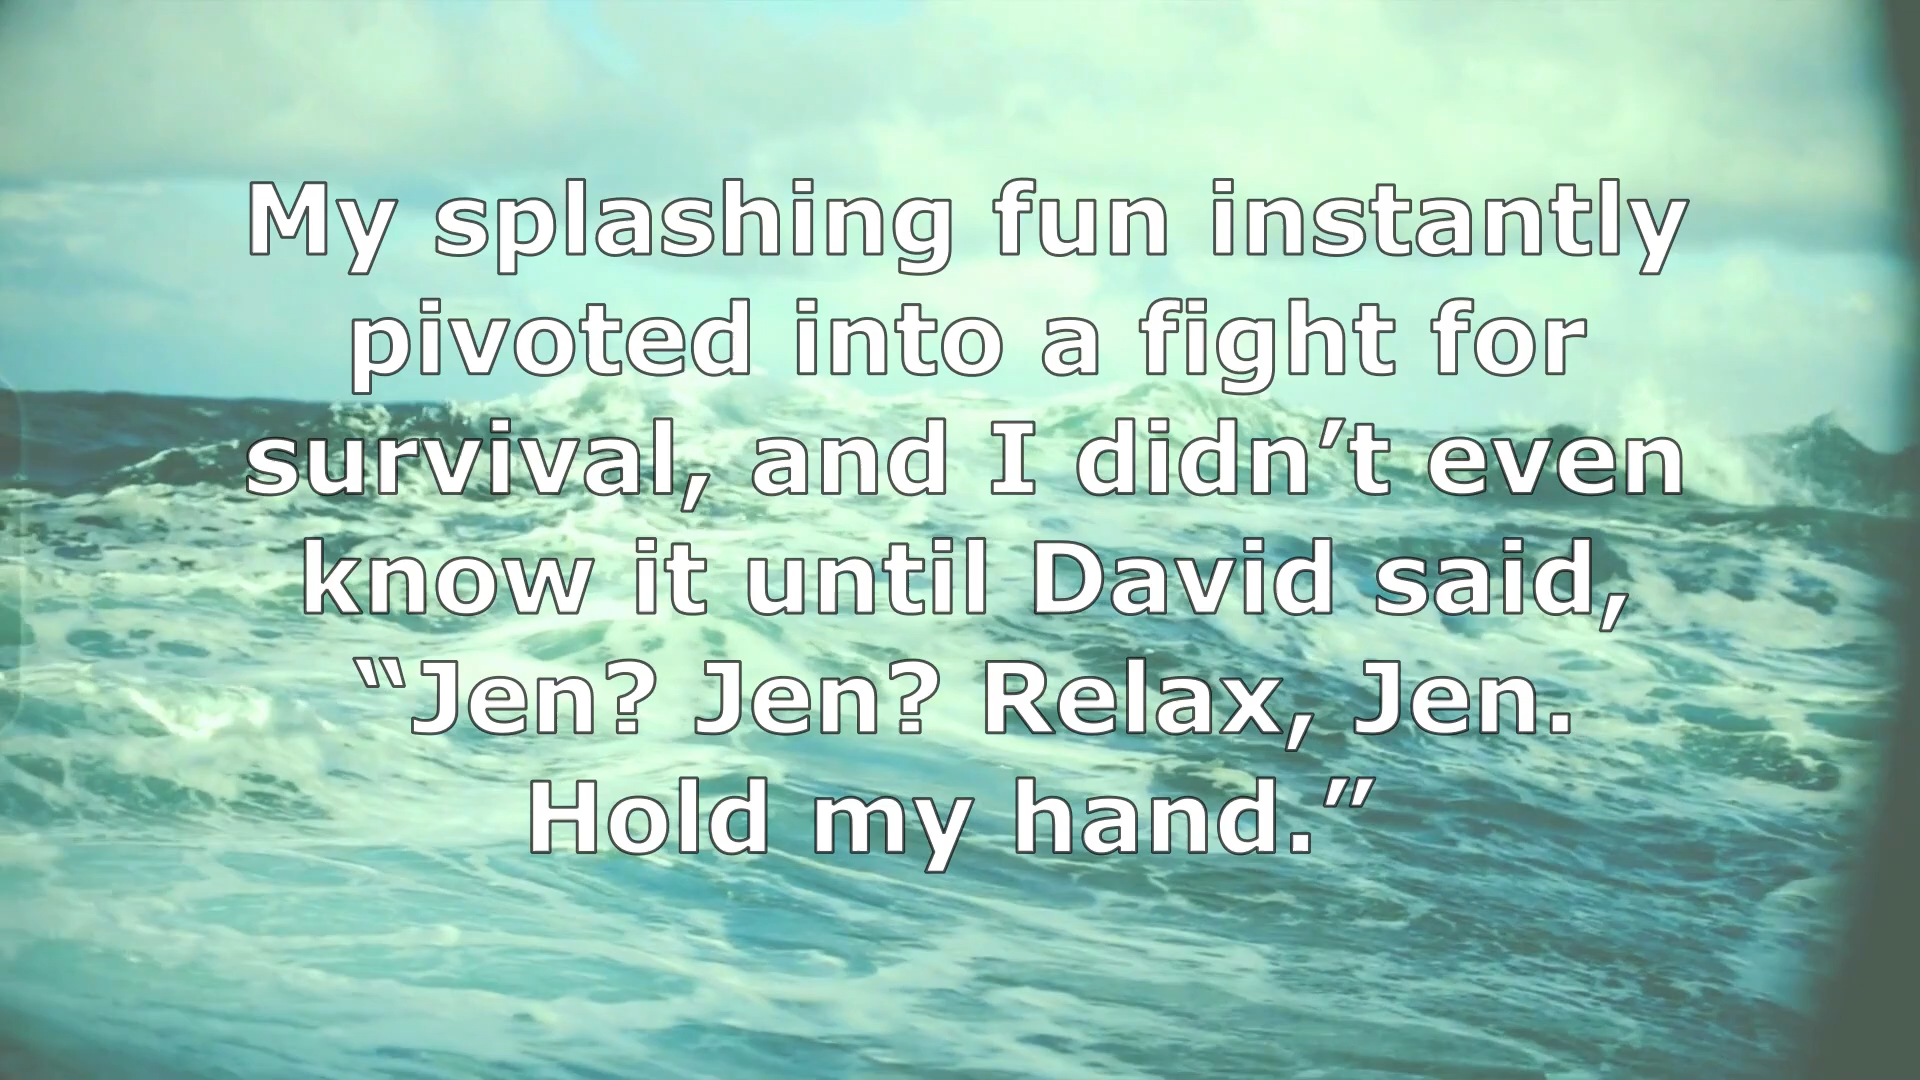 My splashing fun instantly
pivoted into a fight for
survival, and I didn’t even
know it until David said,
“Jen? Jen? Relax, Jen.
Hold my hand.”